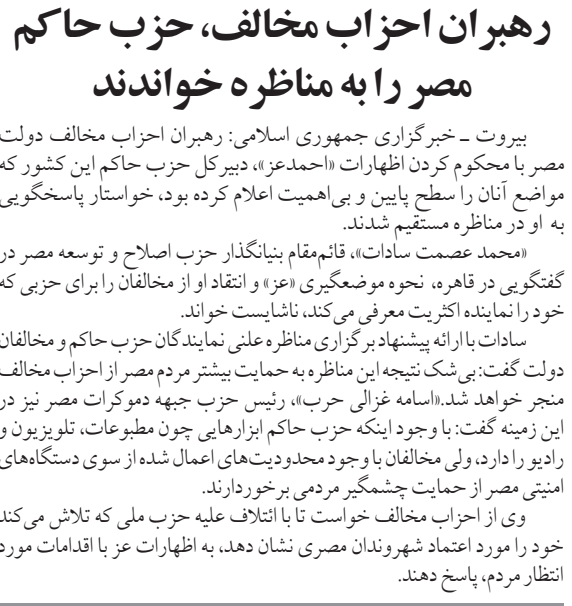 رهبران احزاب مخالف، حزب حاکم
مصر را به مناظره خواندند
بیروت ـ خبرگزاری جمهوری اسلامی: رهبران احزاب مخالف دولت
مصر با محکوم کردن اظهارات «احمدعز»، دبیرکل حزب حاکم این کشور که
مواضع آنان را سطح پایین و بی‌اهمیت اعلام کرده بود، خواستار پاسخگویی
به او در مناظره مستقیم شدند.
«محمد عصمت سادات»، قائم‌مقام بنیانگذار حزب اصلاح و توسعه مصر در
گفتگویی در قاهره، نحوه موضعگیری «عز» و انتقاد او از مخالفان را برای حزبی که
خود را نماینده اکثریت معرفی می‌کند، ناشایست خواند.
سادات با ارائه پیشنهاد برگزاری مناظره علنی نمایندگان حزب حاکم و مخالفان
دولت گفت: بی‌شک نتیجه این مناظره به حمایت بیشتر مردم مصر از احزاب مخالف
منجر خواهد شد.«اسامه غزالی حرب»، رئیس حزب جبهه دموکرات مصر نیز در
این زمینه گفت: با وجود اینکه حزب حاکم ابزارهایی چون مطبوعات، تلویزیون و
رادیو را دارد، ولی مخالفان با وجود محدودیت‌های اعمال شده از سوی دستگاه‌های
امنیتی مصر از حمایت چشمگیر مردمی برخوردارند.
وی از احزاب مخالف خواست تا با ائتلاف علیه حزب ملی که تلاش می‌کند
خود را مورد اعتماد شهروندان مصری نشان دهد، به اظهارات عز با اقدامات مورد
انتظار مردم، پاسخ دهند.